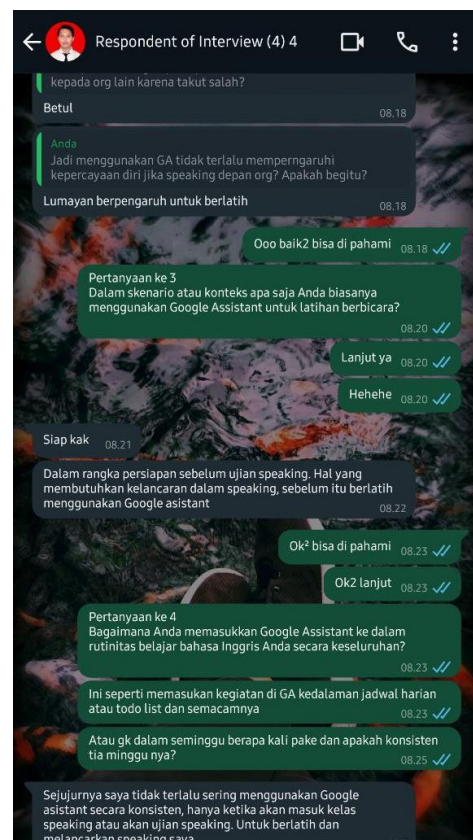 Respondent of Interview (4) 4
kepada org lain karena takut salah?
Betul
08.18
Anda
Jadi menggunakan GA tidak terlalu memperngaruhi
kepercayaan diri jika speaking depan org? Apakah begitu?
Lumayan berpengaruh untuk berlatih
08.18
Ooo baik2 bisa di pahami 08.18
Pertanyaan ke 3
Dalam skenario atau konteks apa saja Anda biasanya
menggunakan Google Assistant untuk latihan berbicara?
08.20
Lanjut ya 08.20
Hehehe 08.20
Siap kak 08.21
Dalam rangka persiapan sebelum ujian speaking. Hal yang
membutuhkan kelancaran dalam speaking, sebelum itu berlatih
menggunakan Google asistant
08.22
Ok² bisa di pahami 08.23
Ok2 lanjut 08.23
Pertanyaan ke 4
Bagaimana Anda memasukkan Google Assistant ke dalam
rutinitas belajar bahasa Inggris Anda secara keseluruhan?
08.23
Ini seperti memasukan kegiatan di GA kedalaman jadwal harian
atau todo list dan semacamnya
08.23
Atau gk dalam seminggu berapa kali pake dan apakah konsisten
tia minggu nya?
08.25
Sejujurnya saya tidak terlalu sering menggunakan Google
asistant secara konsisten, hanya ketika akan masuk kelas
speaking atau akan ujian speaking. Untuk berlatih dan
melancarkan speaking saya